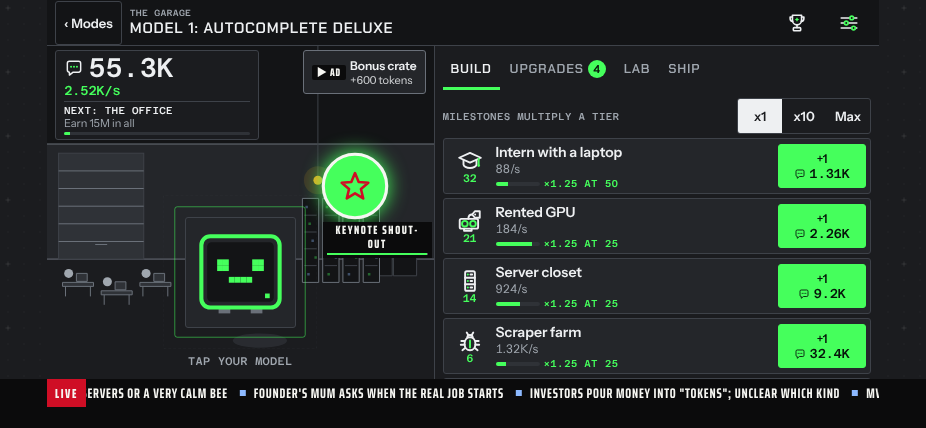 ‹ Modes
THE GARAGE
MODEL 1: AUTOCOMPLETE DELUXE
55.3K
2.52K/s
NEXT: THE OFFICE
Earn 15M in all
AD
Bonus crate
+600 tokens
KEYNOTE SHOUT-
OUT
TAP YOUR MODEL
BUILD
UPGRADES 4
LAB
SHIP
MILESTONES MULTIPLY A TIER
x1
x10
Max
Intern with a laptop
88/s
32
×1.25 AT 50
+1
1.31K
Rented GPU
184/s
21
×1.25 AT 25
+1
2.26K
Server closet
924/s
14
×1.25 AT 25
+1
9.2K
Scraper farm
1.32K/s
6
×1.25 AT 25
+1
32.4K
LIVE
ERVERS OR A VERY CALM BEE ■ FOUNDER'S MUM ASKS WHEN THE REAL JOB STARTS ■ INVESTORS POUR MONEY INTO "TOKENS"; UNCLEAR WHICH KIND ■